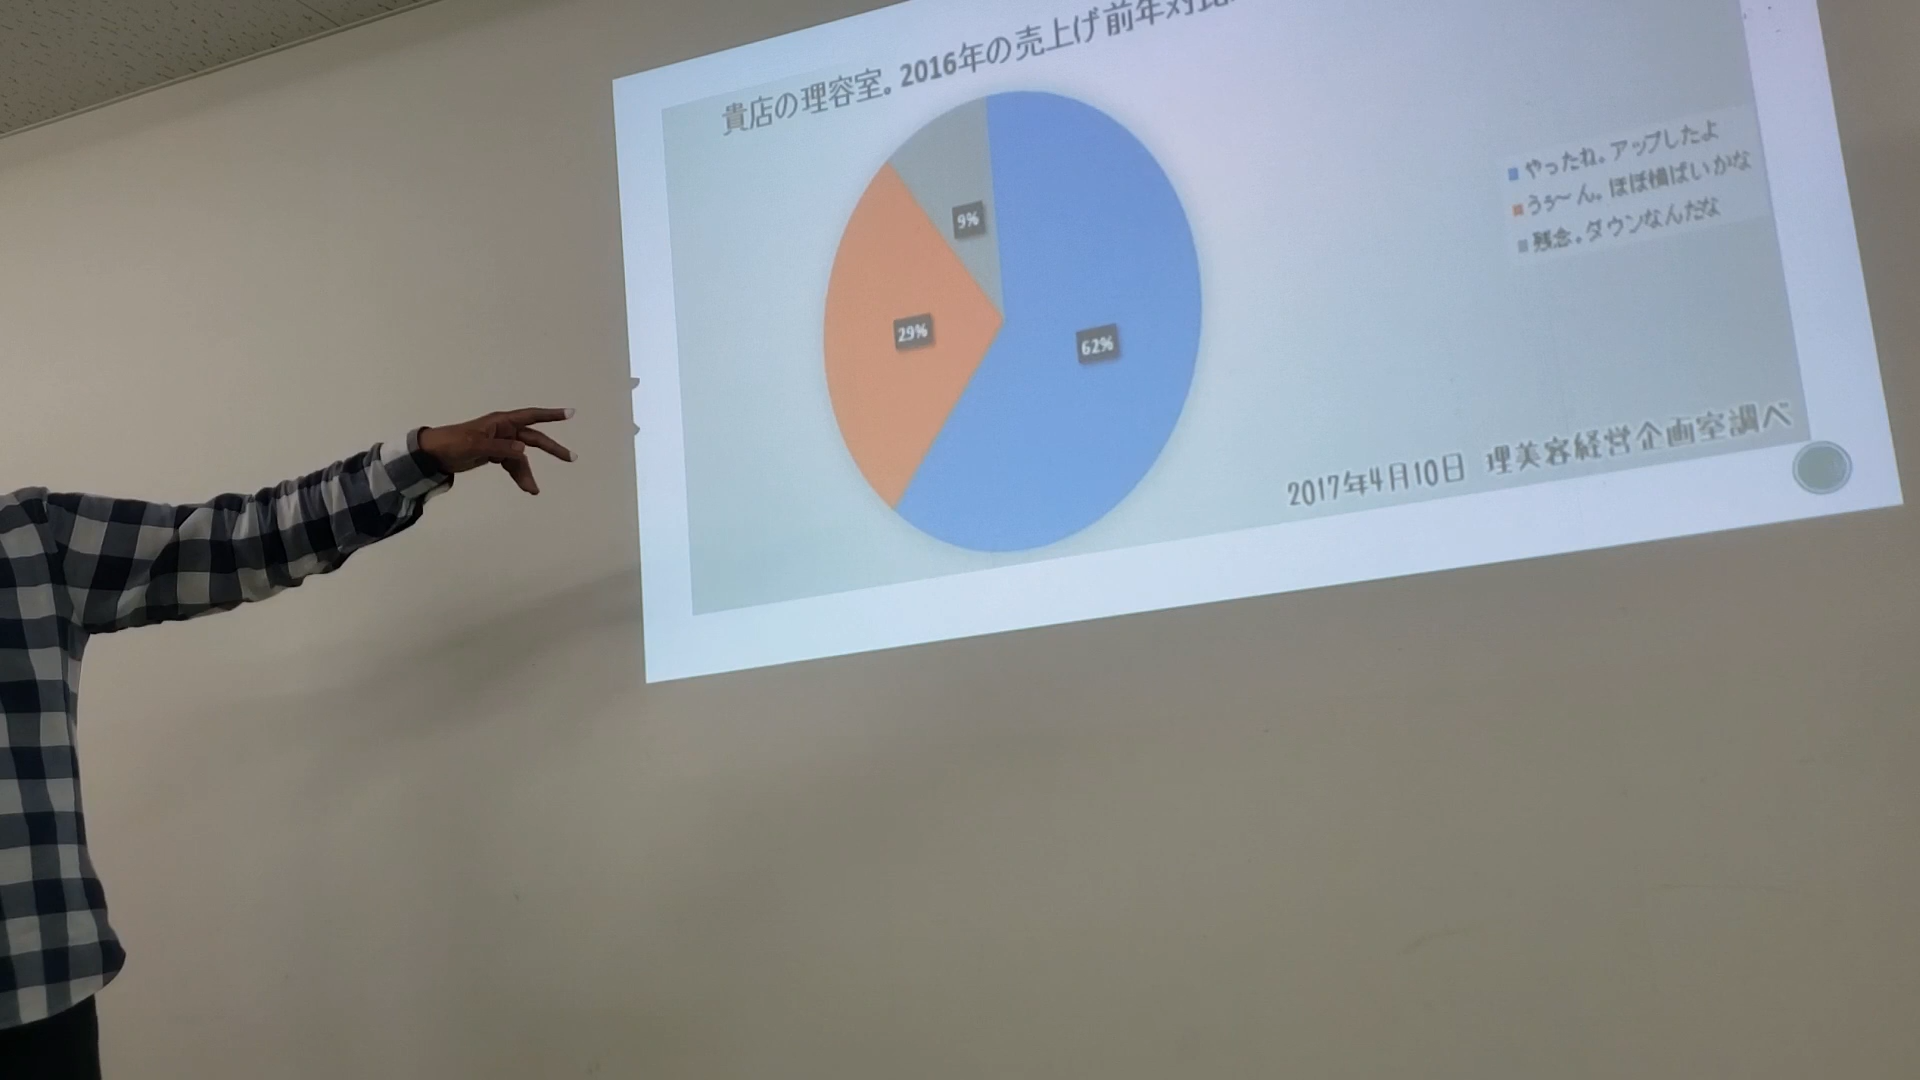 貴店の理容室。2016年の売上げ前年対比
9%
29%
62%
やったね。アップしたよ
うぅ～ん。ほぼ横ばいかな
残念。ダウンなんだな
2017年4月10日 理美容経営企画室調べ